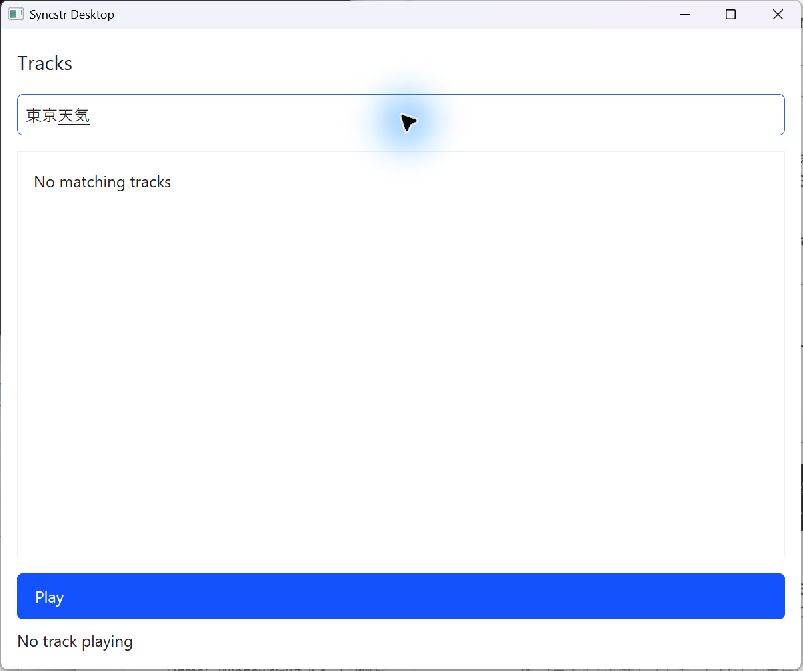 Syncstr Desktop
Tracks
東京天気
No matching tracks
Play
No track playing